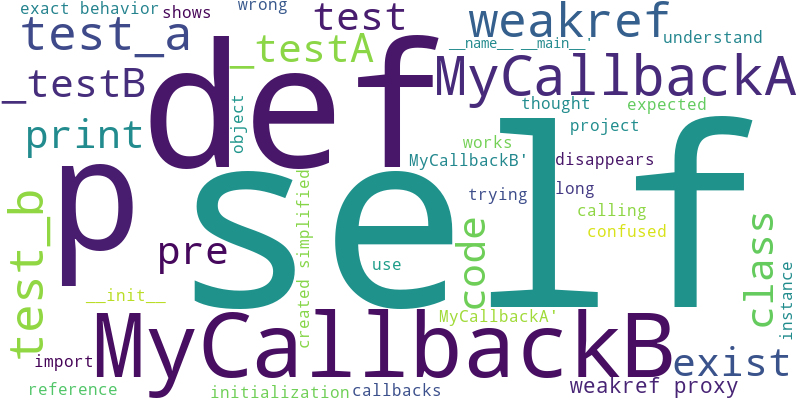 exact behavior
shows
wrong
test
weakref
test_a
_testA
__name__ __main__'
understand
_testB
def
MyCallbackA
object
thought
expected
print
project
works
MyCallbackB'
disappears
p
self
trying
long
calling
test_b
pre
created simplified
use
code
confused
class
instance
__init__
MyCallbackB
MyCallbackA'
import
exist
reference
initialization
callbacks
weakref proxy